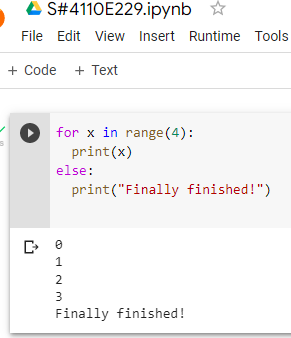 S#4110E229.ipynb
File Edit View Insert Runtime Tools
+ Code + Text
for x in range(4):
  print(x)
else:
  print("Finally finished!")
0
1
2
3
Finally finished!